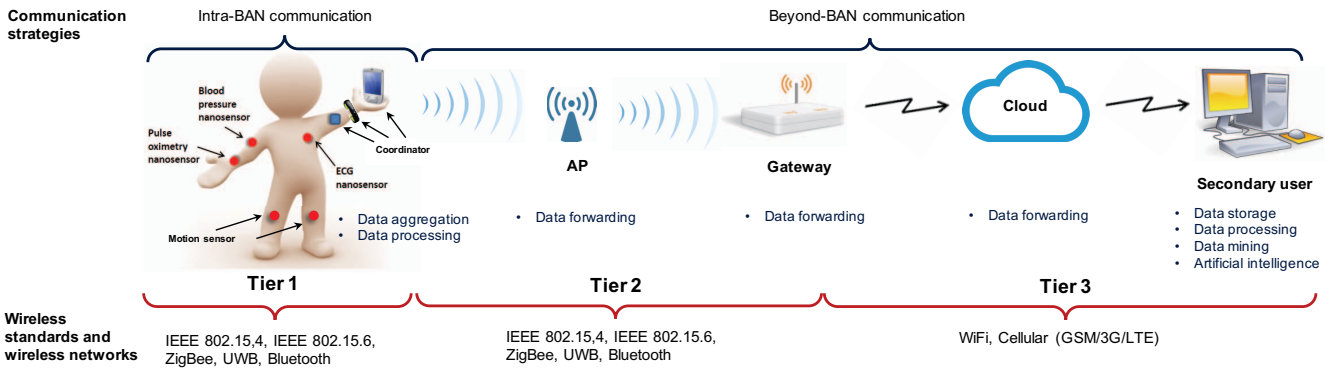 Communication
strategies
Intra-BAN communication
Beyond-BAN communication
Blood
pressure
nanosensor
Pulse
oximetry
nanosensor
Coordinator
ECG
nanosensor
Motion sensor
• Data aggregation
• Data processing
AP
• Data forwarding
Gateway
• Data forwarding
Cloud
• Data forwarding
Secondary user
• Data storage
• Data processing
• Data mining
• Artificial intelligence
Tier 1
Tier 2
Tier 3
Wireless
standards and
wireless networks
IEEE 802.15,4, IEEE 802.15.6,
ZigBee, UWB, Bluetooth
IEEE 802.15,4, IEEE 802.15.6,
ZigBee, UWB, Bluetooth
WiFi, Cellular (GSM/3G/LTE)